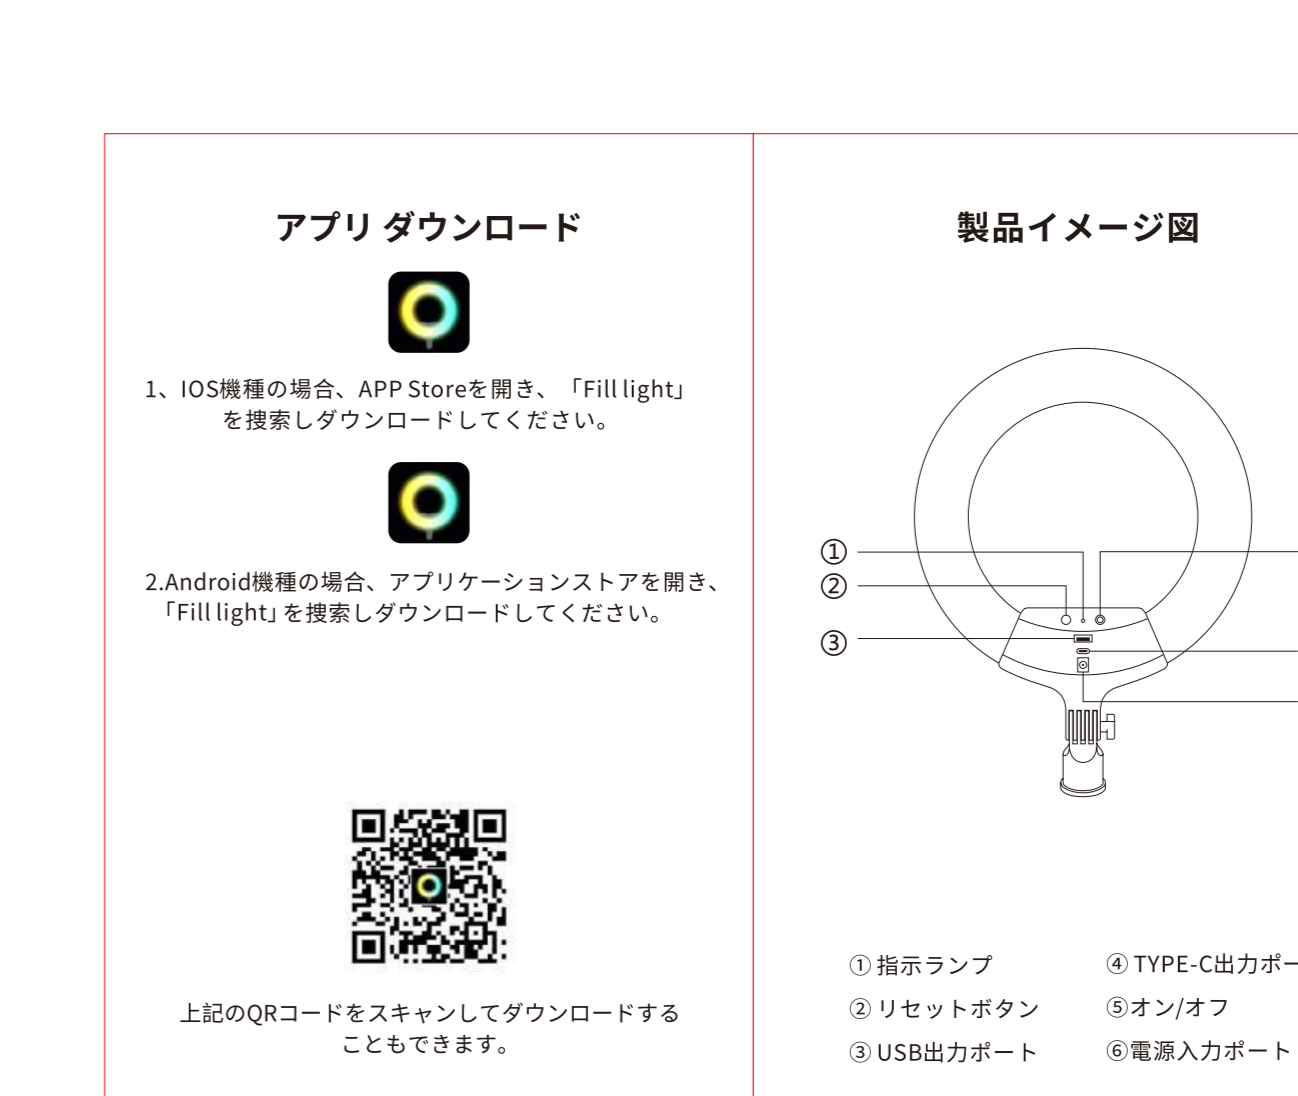 アプリ ダウンロード
1、IOS機種の場合、APP Storeを開き、「Fill light」
を捜索しダウンロードしてください。
2.Android機種の場合、アプリケーションストアを開き、
「Fill light」を捜索しダウンロードしてください。
上記のQRコードをスキャンしてダウンロードする
こともできます。
製品イメージ図
①
②
③
① 指示ランプ
② リセットボタン
③ USB出力ポート
④ TYPE-C出力ポー
⑤オン/オフ
⑥電源入力ポート